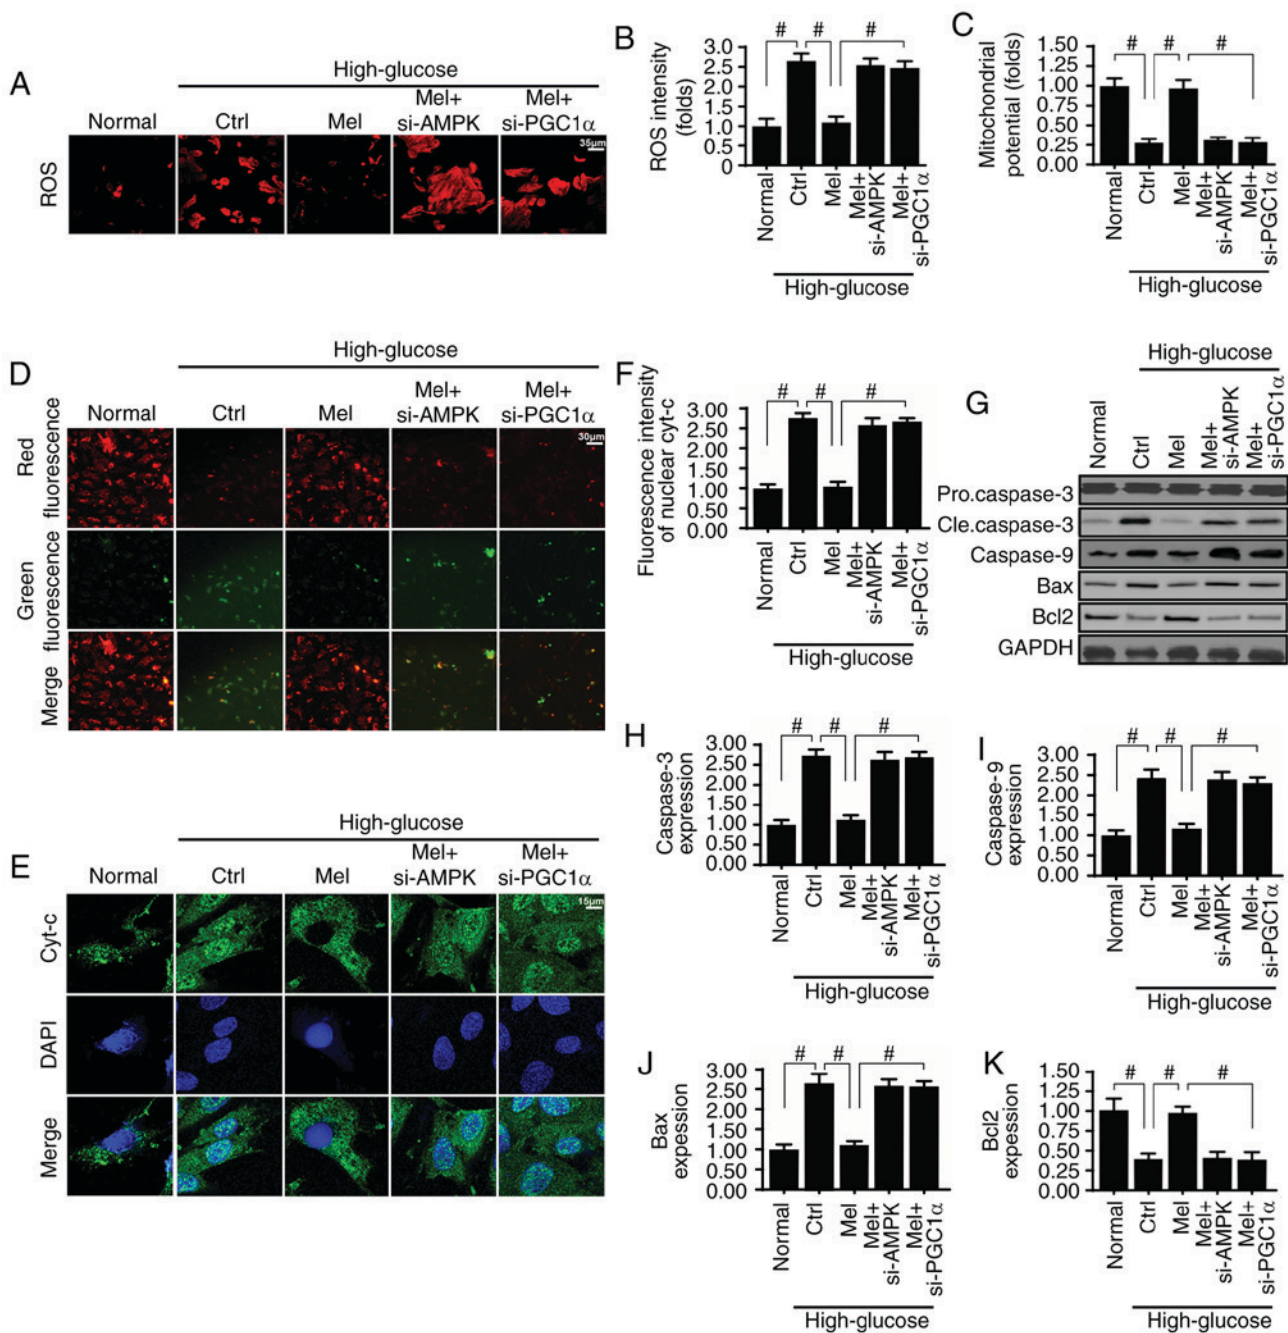 A
High-glucose
Normal
Ctrl
Mel
Mel+
si-AMPK
Mel+
si-PGC1α
ROS
35μm
B
ROS intensity
(folds)
3.0
2.5
2.0
1.5
1.0
0.5
0.0
# # #
Normal
Ctrl
Mel
Mel+
si-AMPK
Mel+
si-PGC1α
High-glucose
C
Mitochondrial
potential (folds)
1.50
1.25
1.00
0.75
0.50
0.25
0.00
# # #
Normal
Ctrl
Mel
Mel+
si-AMPK
Mel+
si-PGC1α
High-glucose
D
High-glucose
Normal
Ctrl
Mel
Mel+
si-AMPK
Mel+
si-PGC1α
30μm
Red
fluorescence
Green
fluorescence
Merge
E
High-glucose
Normal
Ctrl
Mel
Mel+
si-AMPK
Mel+
si-PGC1α
15μm
Cyt-c
DAPI
Merge
F
Fluorescence intensity
of nuclear cyt-c
3.00
2.50
2.00
1.50
1.00
0.50
0.00
# # #
Normal
Ctrl
Mel
Mel+
si-AMPK
Mel+
si-PGC1α
High-glucose
G
High-glucose
Normal
Ctrl
Mel
Mel+
si-AMPK
Mel+
si-PGC1α
Pro.caspase-3
Cle.caspase-3
Caspase-9
Bax
Bcl2
GAPDH
H
Caspase-3
expression
3.00
2.50
2.00
1.50
1.00
0.50
0.00
# # #
Normal
Ctrl
Mel
Mel+
si-AMPK
Mel+
si-PGC1α
High-glucose
I
Caspase-9
expression
3.00
2.50
2.00
1.50
1.00
0.50
0.00
# # #
Normal
Ctrl
Mel
Mel+
si-AMPK
Mel+
si-PGC1α
High-glucose
J
Bax
expression
3.00
2.50
2.00
1.50
1.00
0.50
0.00
# # #
Normal
Ctrl
Mel
Mel+
si-AMPK
Mel+
si-PGC1α
High-glucose
K
Bcl2
expession
1.50
1.25
1.00
0.75
0.50
0.25
0.00
# # #
Normal
Ctrl
Mel
Mel+
si-AMPK
Mel+
si-PGC1α
High-glucose